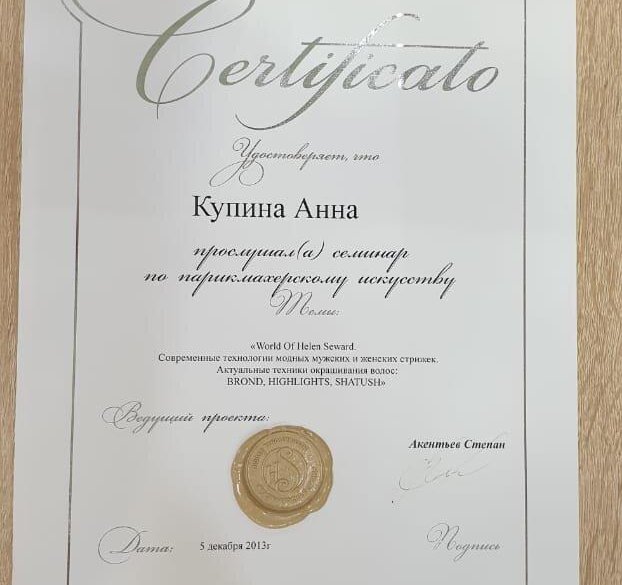 Certificato
Удостоверяет, что
Купина Анна
прослушал(а) семинар
по парикмахерскому искусству
Темы:
«World Of Helen Seward.
Современные технологии модных мужских и женских стрижек.
Актуальные техники окрашивания волос:
BROND, HIGHLIGHTS, SHATUSH»
Ведущий проекта:
Акентьев Степан
Дата:
5 декабря 2013г
Подпись